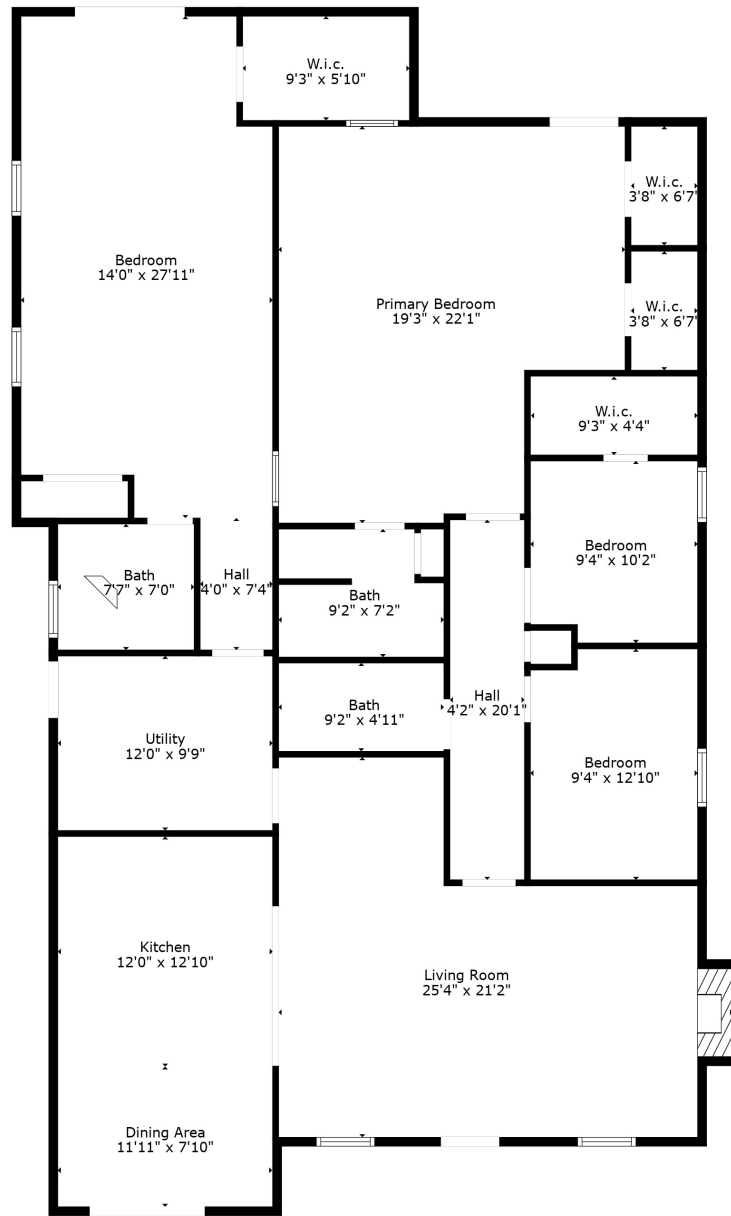 W.i.c.
9'3" x 5'10"
W.i.c.
3'8" x 6'7"
Bedroom
14'0" x 27'11"
Primary Bedroom
19'3" x 22'1"
W.i.c.
3'8" x 6'7"
W.i.c.
9'3" x 4'4"
Bedroom
9'4" x 10'2"
Bath
7'7" x 7'0"
Hall
4'0" x 7'4"
Bath
9'2" x 7'2"
Hall
4'2" x 20'1"
Bath
9'2" x 4'11"
Utility
12'0" x 9'9"
Bedroom
9'4" x 12'10"
Kitchen
12'0" x 12'10"
Living Room
25'4" x 21'2"
Dining Area
11'11" x 7'10"